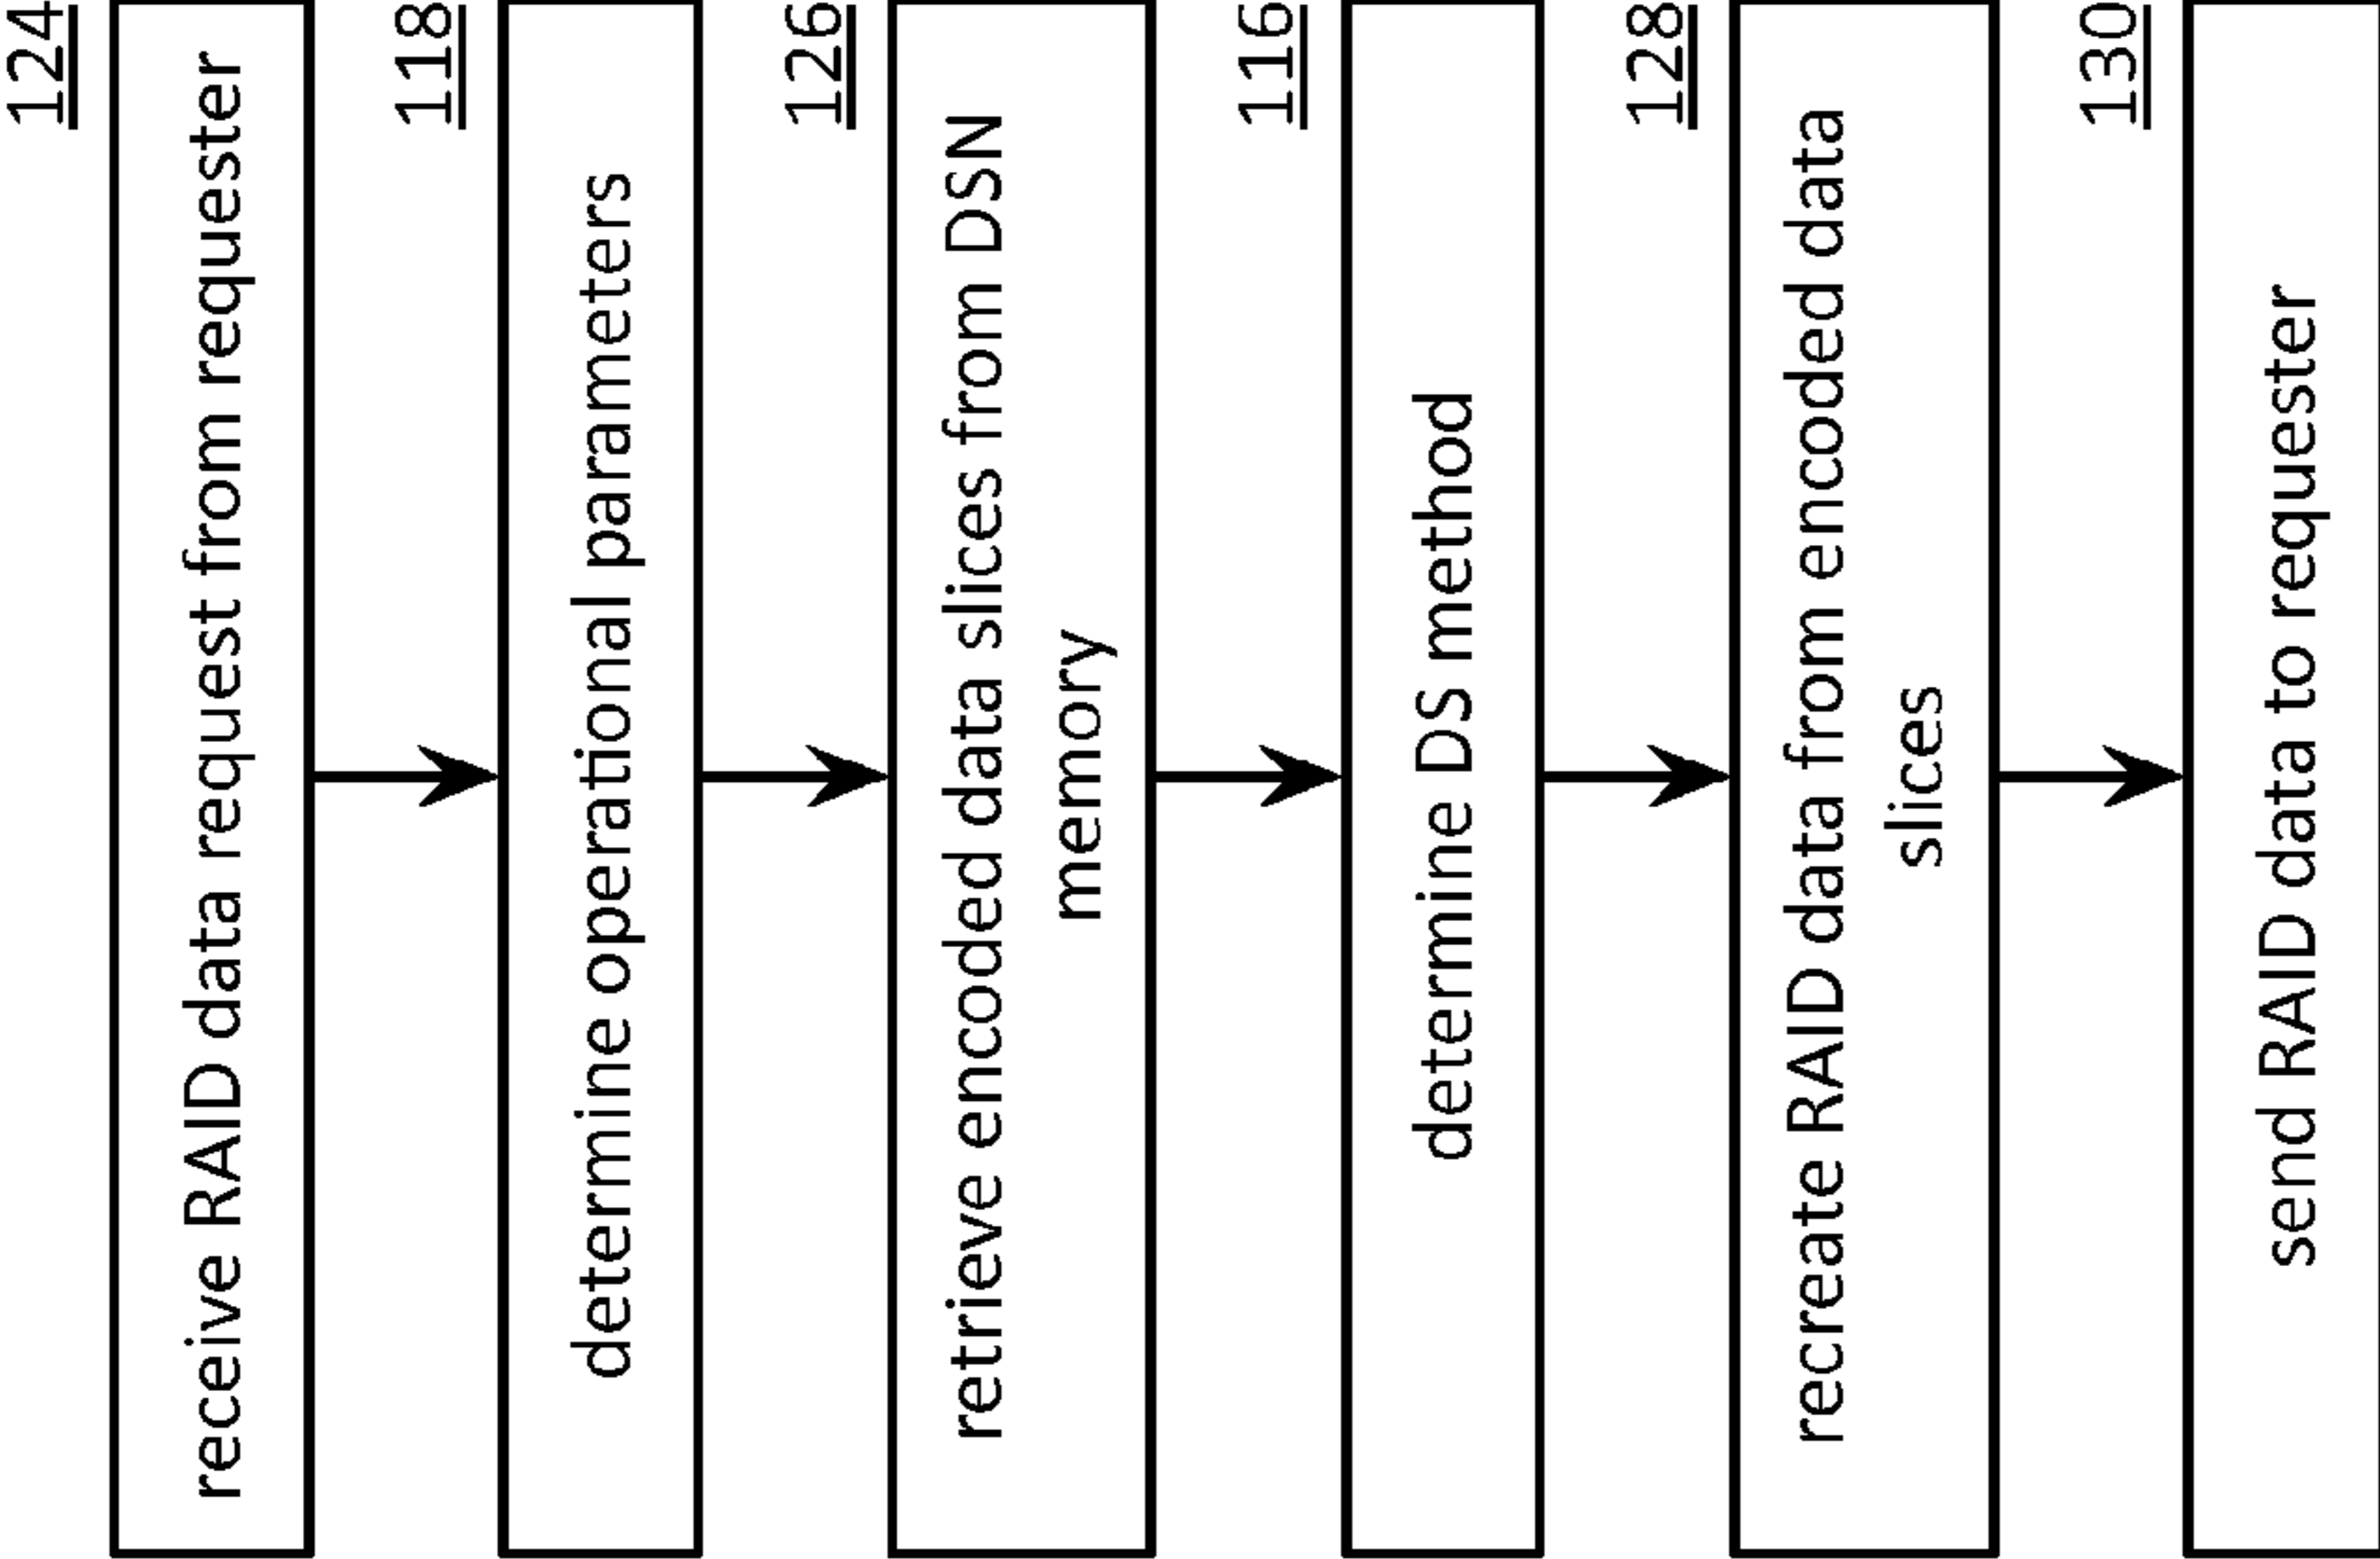 124
receive RAID data request from requester
118
determine operational parameters
126
retrieve encoded data slices from DSN
memory
116
determine DS method
128
recreate RAID data from encoded data
slices
130
send RAID data to requester